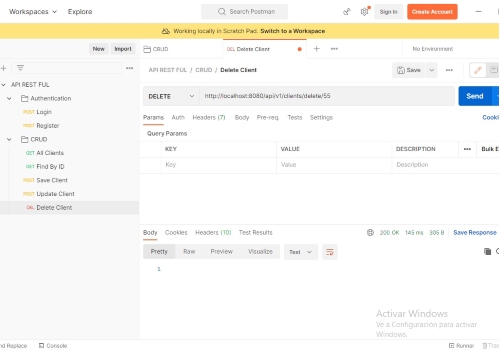 Workspaces Explore Search Postman Sign In Create Account
Working locally in Scratch Pad. Switch to a Workspace
New Import CRUD DEL Delete Client No Environment
API REST FUL / CRUD / Delete Client Save
API REST FUL
Authentication
POST Login
POST Register
CRUD
GET All Clients
GET Find By ID
POST Save Client
POST Update Client
DEL Delete Client
DELETE http://localhost:8080/api/v1/clients/delete/55 Send
Params Auth Headers (7) Body Pre-req. Tests Settings Cooki
Query Params
KEY VALUE DESCRIPTION Bulk E
Key Value Description
Body Cookies Headers (10) Test Results 200 OK 145 ms 305 B Save Response
Pretty Raw Preview Visualize Text
1
Activar Windows
Ve a Configuración para activar
Windows.
nd Replace Console Runner Tras